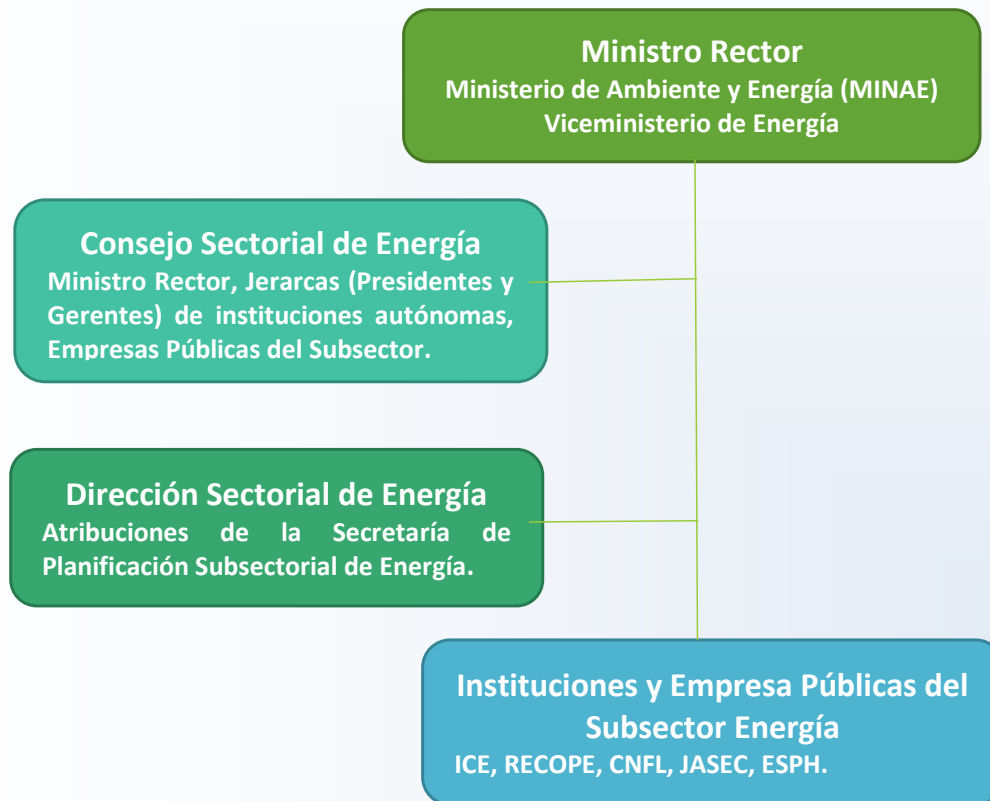 Ministro Rector
Ministerio de Ambiente y Energía (MINAE)
Viceministerio de Energía
Consejo Sectorial de Energía
Ministro Rector, Jerarcas (Presidentes y
Gerentes) de instituciones autónomas,
Empresas Públicas del Subsector.
Dirección Sectorial de Energía
Atribuciones de la Secretaría de
Planificación Subsectorial de Energía.
Instituciones y Empresa Públicas del
Subsector Energía
ICE, RECOPE, CNFL, JASEC, ESPH.